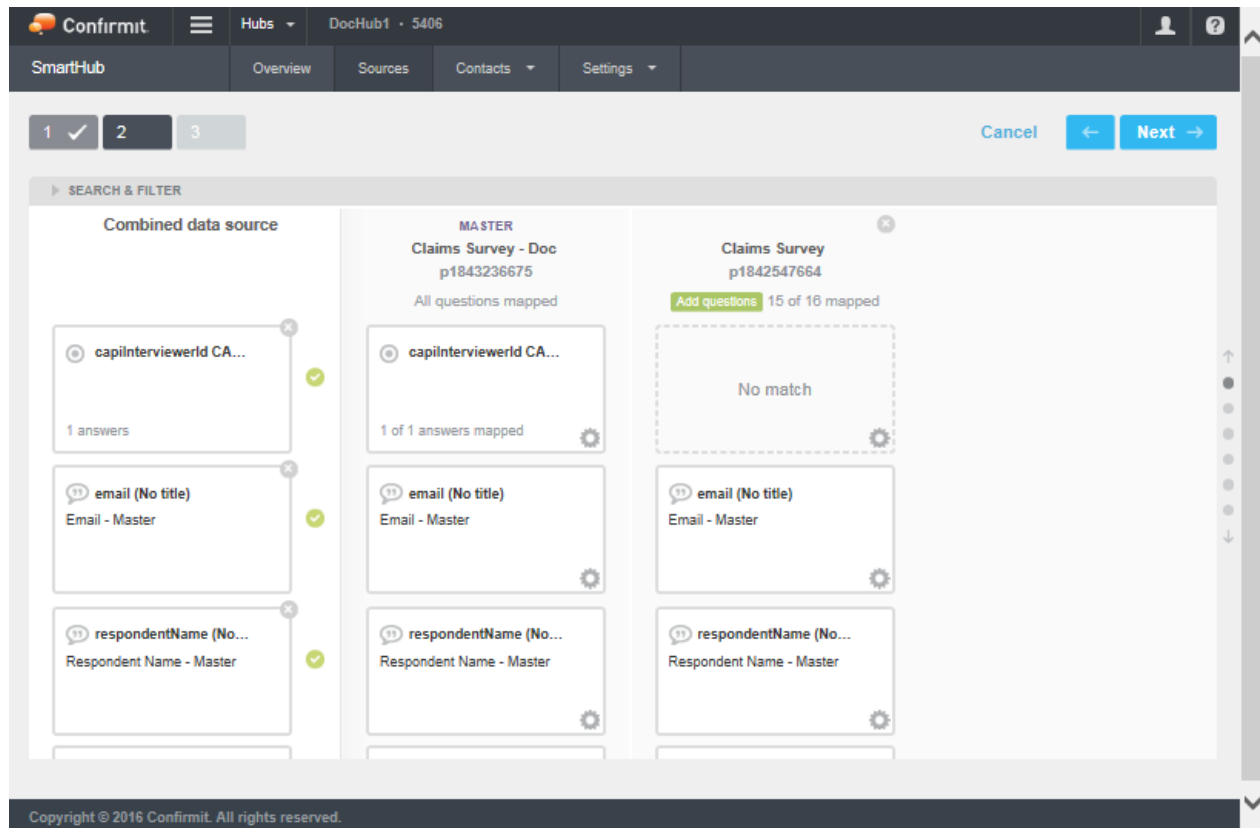 Confirmit. Hubs DocHub1 · 5406
SmartHub Overview Sources Contacts Settings
1 2 3 Cancel Next
SEARCH & FILTER
Combined data source
MASTER
Claims Survey - Doc
p1843236675
All questions mapped
Claims Survey
p1842547664
Add questions 15 of 16 mapped
capiInterviewerId CA...
1 answers
capiInterviewerId CA...
1 of 1 answers mapped
No match
email (No title)
Email - Master
email (No title)
Email - Master
email (No title)
Email - Master
respondentName (No...
Respondent Name - Master
respondentName (No...
Respondent Name - Master
respondentName (No...
Respondent Name - Master
Copyright © 2016 Confirmit. All rights reserved.